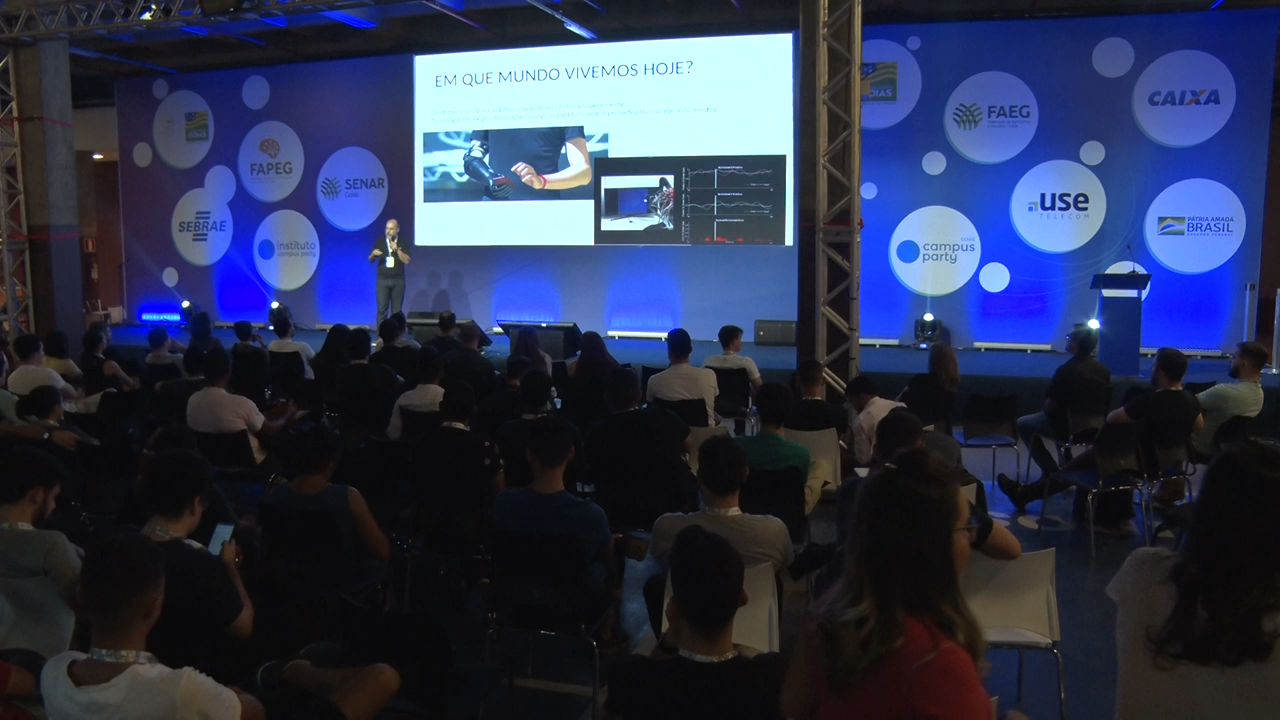 EM QUE MUNDO VIVEMOS HOJE?
FAPEG
SENAR
SEBRAE
instituto
campus party
FAEG
CAIXA
use
TELECOM
PÁTRIA AMADA
BRASIL
campus
party